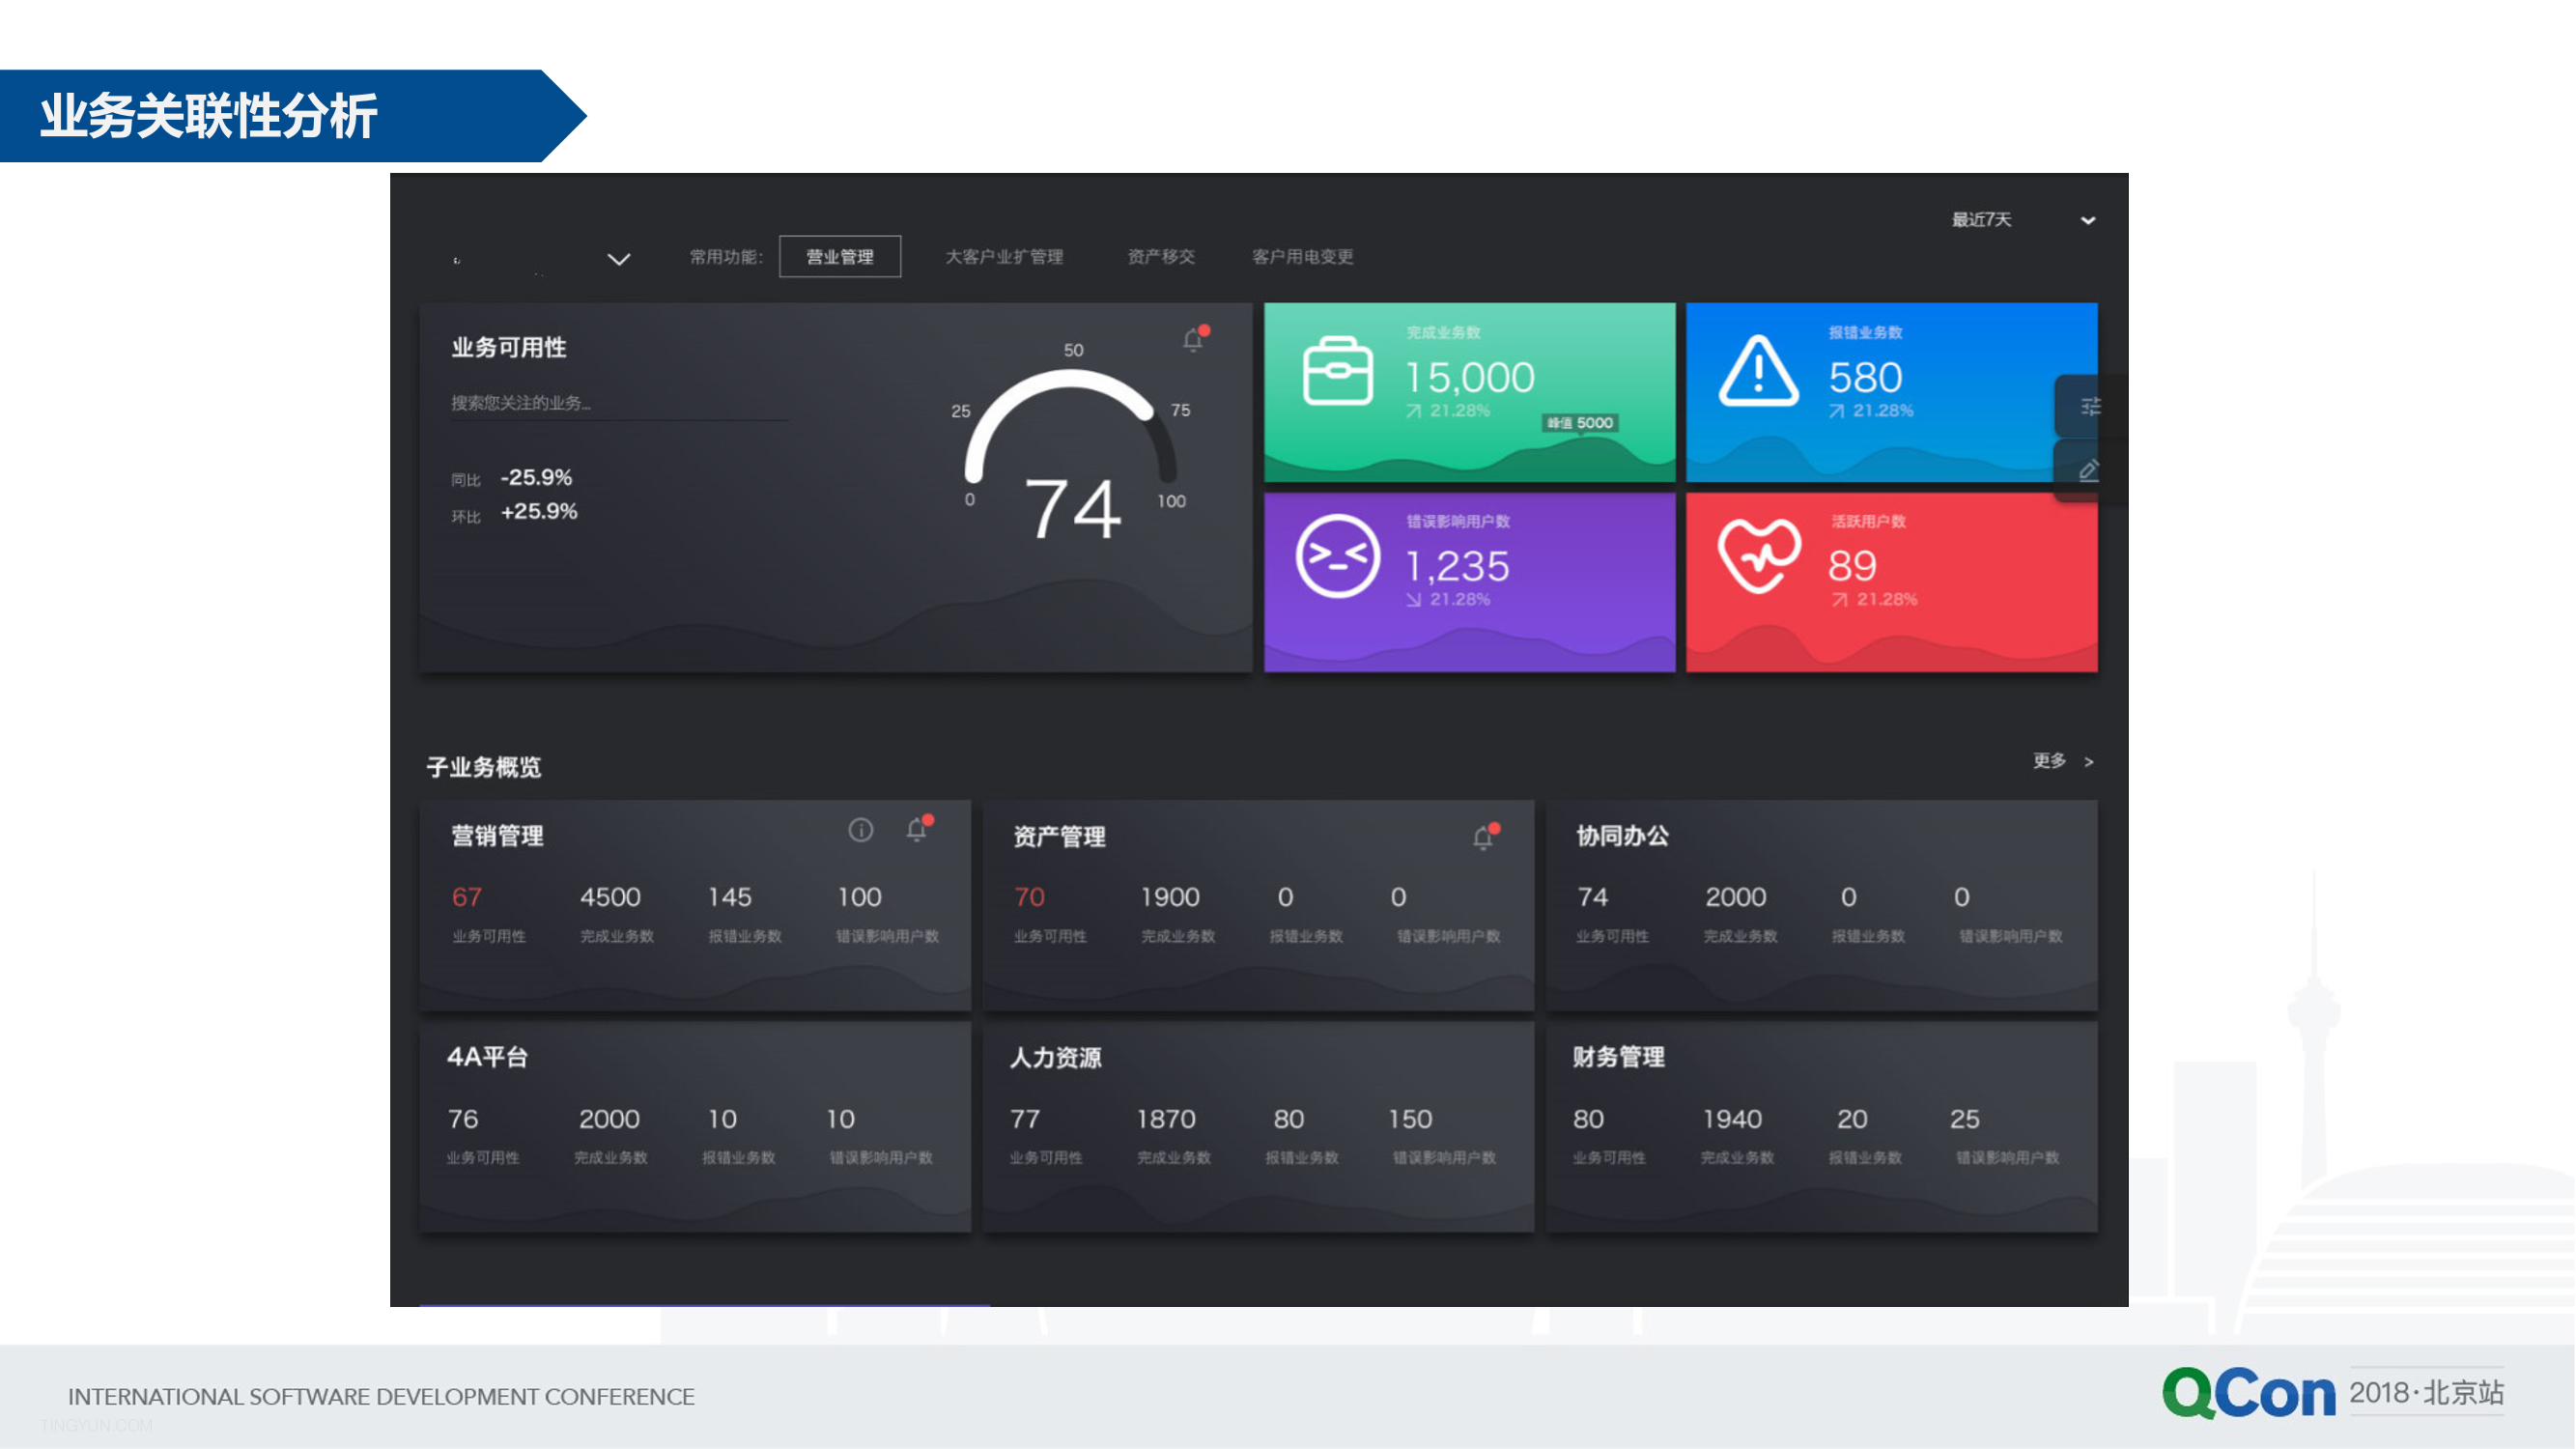 业务关联性分析
最近7天
常用功能: 营业管理 大客户业扩管理 资产移交 客户用电变更
业务可用性
搜索您关注的业务...
同比 -25.9%
环比 +25.9%
0
25
50
75
100
74
完成业务数
15,000
21.28%
峰值 5000
报错业务数
580
21.28%
错误影响用户数
1,235
21.28%
活跃用户数
89
21.28%
子业务概览
更多 >
营销管理
67 4500 145 100
业务可用性 完成业务数 报错业务数 错误影响用户数
资产管理
70 1900 0 0
业务可用性 完成业务数 报错业务数 错误影响用户数
协同办公
74 2000 0 0
业务可用性 完成业务数 报错业务数 错误影响用户数
4A平台
76 2000 10 10
业务可用性 完成业务数 报错业务数 错误影响用户数
人力资源
77 1870 80 150
业务可用性 完成业务数 报错业务数 错误影响用户数
财务管理
80 1940 20 25
业务可用性 完成业务数 报错业务数 错误影响用户数
INTERNATIONAL SOFTWARE DEVELOPMENT CONFERENCE
TINGYUN.COM
QCon 2018·北京站